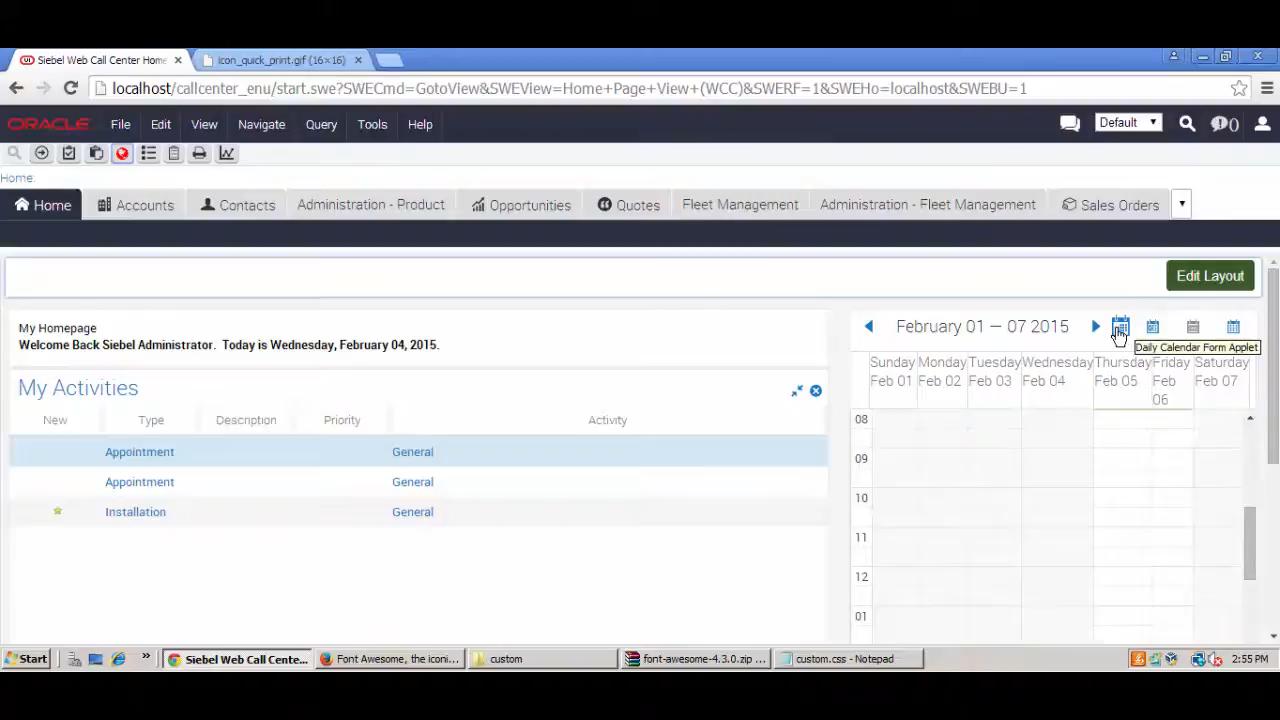 Siebel Web Call Center Home
icon_quick_print.gif (16×16)
localhost/callcenter_enu/start.swe?SWECmd=GotoView&SWEView=Home+Page+View+(WCC)&SWERF=1&SWEHo=localhost&SWEBU=1
ORACLE File Edit View Navigate Query Tools Help Default 0
Home:
Home Accounts Contacts Administration - Product Opportunities Quotes Fleet Management Administration - Fleet Management Sales Orders
Edit Layout
My Homepage
Welcome Back Siebel Administrator. Today is Wednesday, February 04, 2015.
My Activities
New Type Description Priority Activity
Appointment General
Appointment General
Installation General
February 01 — 07 2015
Daily Calendar Form Applet
Sunday Monday Tuesday Wednesday Thursday Friday Saturday
Feb 01 Feb 02 Feb 03 Feb 04 Feb 05 Feb Feb 07
06
08
09
10
11
12
01
Start Siebel Web Call Cente... Font Awesome, the iconi... custom font-awesome-4.3.0.zip ... custom.css - Notepad 2:55 PM